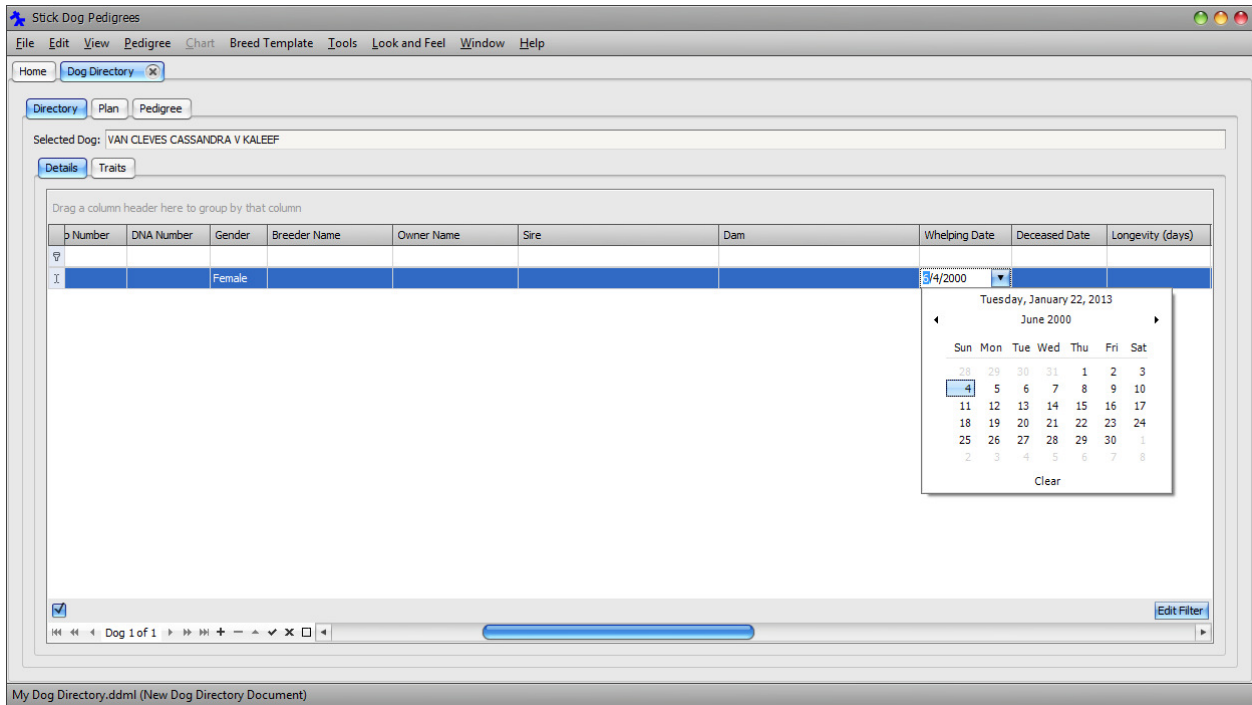 Stick Dog Pedigrees
File Edit View Pedigree Chart Breed Template Tools Look and Feel Window Help
Home Dog Directory
Directory Plan Pedigree
Selected Dog: VAN CLEVES CASSANDRA V KALEEF
Details Traits
Drag a column header here to group by that column
p Number DNA Number Gender Breeder Name Owner Name Sire Dam Whelping Date Deceased Date Longevity (days)
Female 6/4/2000
Tuesday, January 22, 2013
June 2000
Sun Mon Tue Wed Thu Fri Sat
28 29 30 31 1 2 3
4 5 6 7 8 9 10
11 12 13 14 15 16 17
18 19 20 21 22 23 24
25 26 27 28 29 30 1
2 3 4 5 6 7 8
Clear
Edit Filter
Dog 1 of 1
My Dog Directory.ddml (New Dog Directory Document)